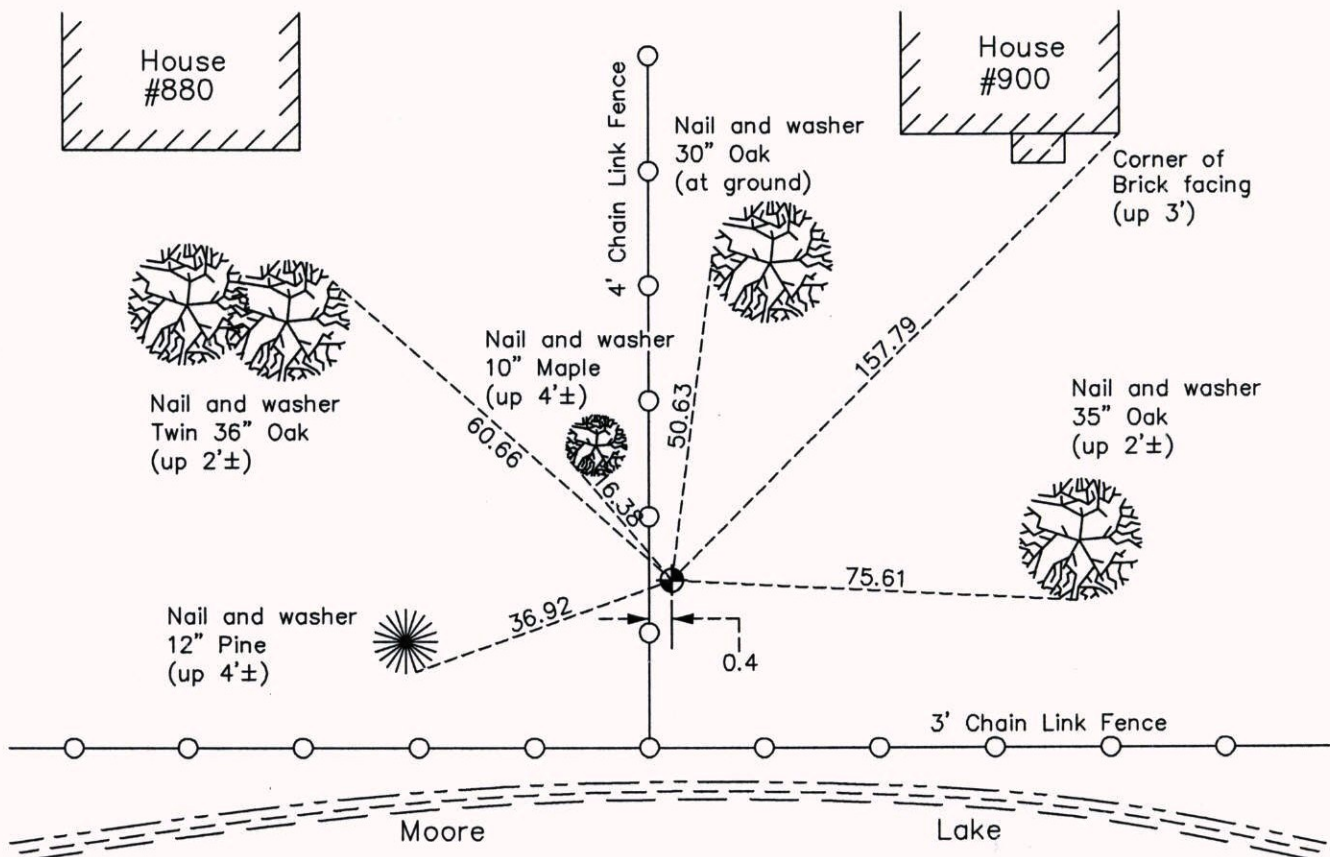 House
#880
4' Chain Link Fence
House
#900
Nail and washer
30" Oak
(at ground)
Corner of
Brick facing
(up 3')
Nail and washer
10" Maple
(up 4'±)
Nail and washer
Twin 36" Oak
(up 2'±)
60.66
6.38
50.63
157.79
Nail and washer
35" Oak
(up 2'±)
75.61
Nail and washer
12" Pine
(up 4'±)
36.92
0.4
3' Chain Link Fence
Moore Lake